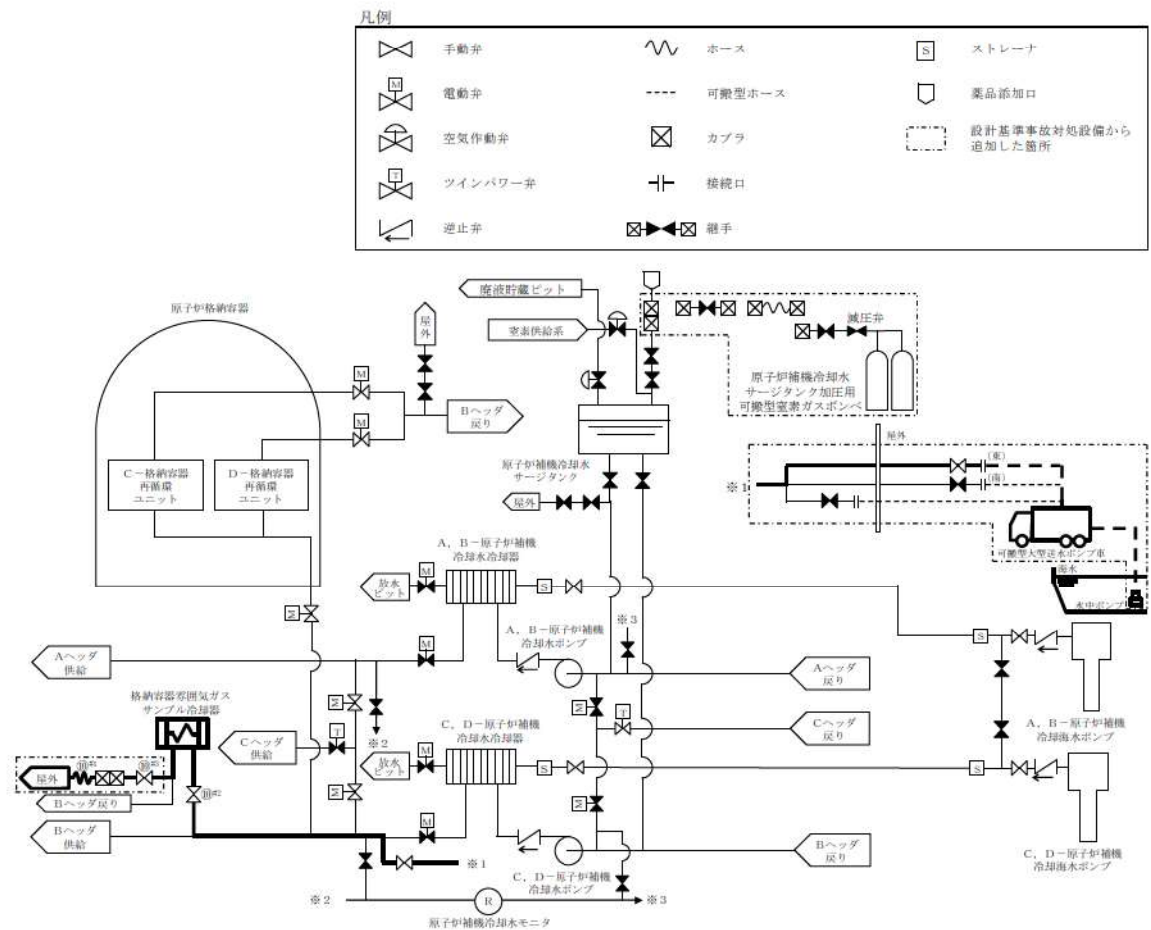 凡例
手動弁
ホース
S
ストレーナ
M
電動弁
可搬型ホース
薬品添加口
空気作動弁
カプラ
設計基準事故対処設備から
追加した箇所
T
ツインパワー弁
接続口
逆止弁
継手
原子炉格納容器
屋外
廃液貯蔵ピット
窒素供給系
減圧弁
原子炉補機冷却水
サージタンク加圧用
可搬型窒素ガスボンベ
M
M
Bヘッダ
戻り
C－格納容器
再循環
ユニット
D－格納容器
再循環
ユニット
原子炉補機冷却水
サージタンク
屋外
屋外
(東)
(南)
※1
可搬型大型送水ポンプ車
海水
水中ポンプ
A，B－原子炉補機
冷却水冷却器
放水
ピット
M
S
M
※3
A，B－原子炉補機
冷却水ポンプ
S
Aヘッダ
供給
M
Aヘッダ
戻り
M
M
T
Cヘッダ
戻り
A，B－原子炉補機
冷却海水ポンプ
格納容器雰囲気ガス
サンプル冷却器
Cヘッダ
供給
T
※2
C，D－原子炉補機
冷却水冷却器
放水
ピット
M
S
S
屋外
⑩
⑩
Bヘッダ戻り
M
M
Bヘッダ
供給
M
Bヘッダ
戻り
※1
C，D－原子炉補機
冷却水ポンプ
C，D－原子炉補機
冷却海水ポンプ
※2
R
※3
原子炉補機冷却水モニタ